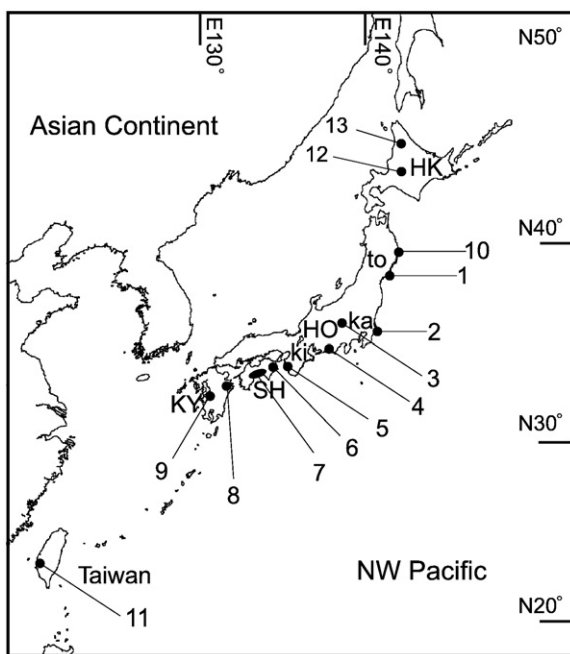 E130° E140° N50°
Asian Continent
13
12
HK
N40°
to
10
1
HO ka
2
ki
3
KY SH
4
5
6
9 8 7
N30°
Taiwan
NW Pacific
11
N20°